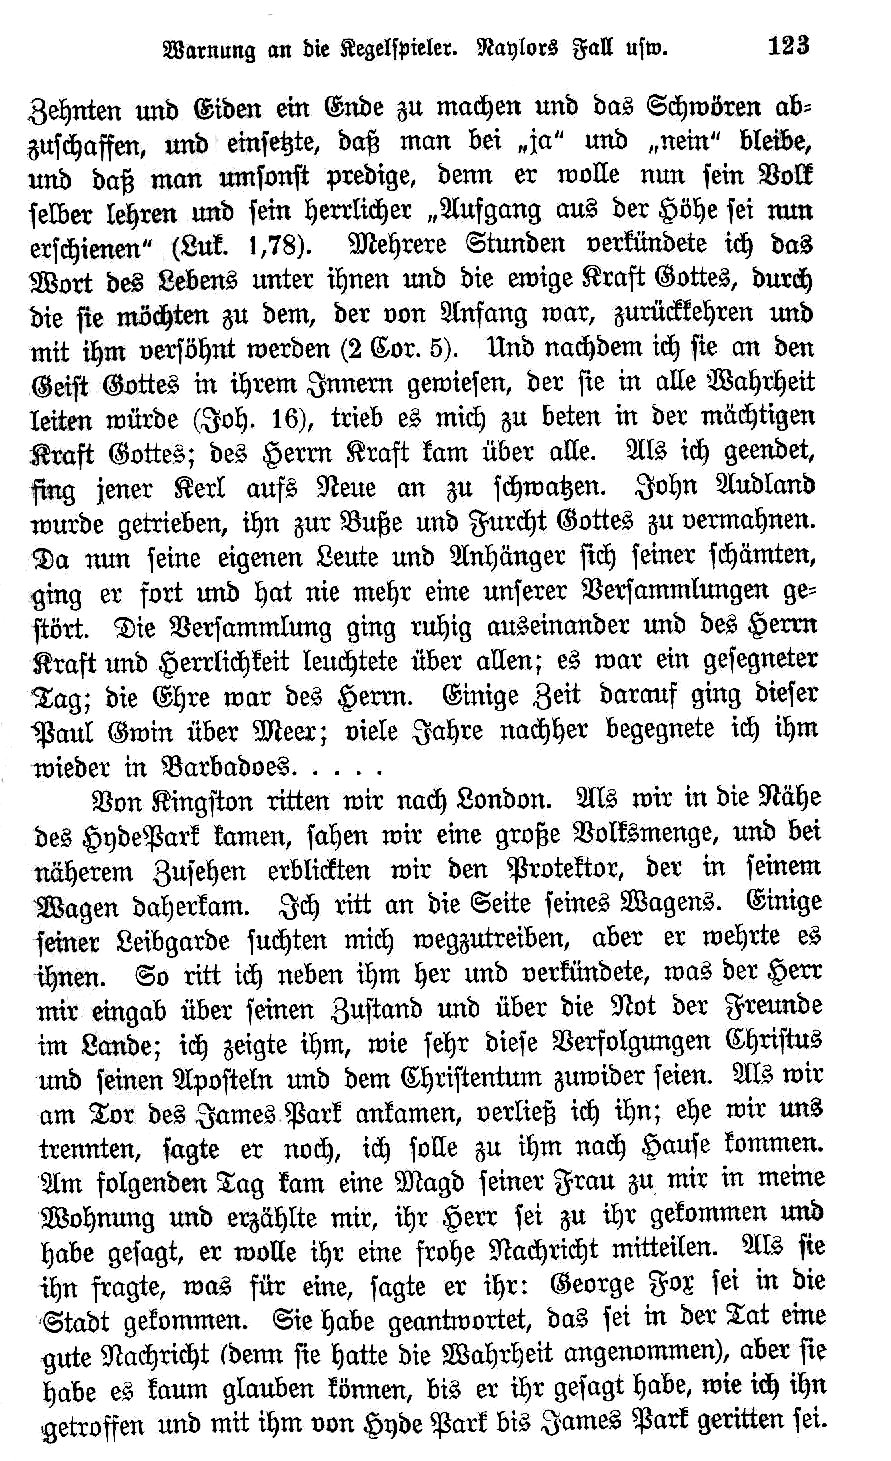 Warnung an die Kegelspieler. Naylors Fall usw. 123
Zehnten und Eiden ein Ende zu machen und das Schwören ab-
zuschaffen, und einsetzte, daß man bei „ja“ und „nein“ bleibe,
und daß man umsonst predige, denn er wolle nun sein Volk
selber lehren und sein herrlicher „Aufgang aus der Höhe sei nun
erschienen“ (Luk. 1,78). Mehrere Stunden verkündete ich das
Wort des Lebens unter ihnen und die ewige Kraft Gottes, durch
die sie möchten zu dem, der von Anfang war, zurückkehren und
mit ihm versöhnt werden (2 Cor. 5). Und nachdem ich sie an den
Geist Gottes in ihrem Innern gewiesen, der sie in alle Wahrheit
leiten würde (Joh. 16), trieb es mich zu beten in der mächtigen
Kraft Gottes; des Herrn Kraft kam über alle. Als ich geendet,
fing jener Kerl aufs Neue an zu schwatzen. John Audland
wurde getrieben, ihn zur Buße und Furcht Gottes zu vermahnen.
Da nun seine eigenen Leute und Anhänger sich seiner schämten,
ging er fort und hat nie mehr eine unserer Versammlungen ge-
stört. Die Versammlung ging ruhig auseinander und des Herrn
Kraft und Herrlichkeit leuchtete über allen; es war ein gesegneter
Tag; die Ehre war des Herrn. Einige Zeit darauf ging dieser
Paul Gwin über Meer; viele Jahre nachher begegnete ich ihm
wieder in Barbadoes. . . . .
Von Kingston ritten wir nach London. Als wir in die Nähe
des HydePark kamen, sahen wir eine große Volksmenge, und bei
näherem Zusehen erblickten wir den Protektor, der in seinem
Wagen daherkam. Ich ritt an die Seite seines Wagens. Einige
seiner Leibgarde suchten mich wegzutreiben, aber er wehrte es
ihnen. So ritt ich neben ihm her und verkündete, was der Herr
mir eingab über seinen Zustand und über die Not der Freunde
im Lande; ich zeigte ihm, wie sehr diese Verfolgungen Christus
und seinen Aposteln und dem Christentum zuwider seien. Als wir
am Tor des James Park ankamen, verließ ich ihn; ehe wir uns
trennten, sagte er noch, ich solle zu ihm nach Hause kommen.
Am folgenden Tag kam eine Magd seiner Frau zu mir in meine
Wohnung und erzählte mir, ihr Herr sei zu ihr gekommen und
habe gesagt, er wolle ihr eine frohe Nachricht mitteilen. Als sie
ihn fragte, was für eine, sagte er ihr: George Fox sei in die
Stadt gekommen. Sie habe geantwortet, das sei in der Tat eine
gute Nachricht (denn sie hatte die Wahrheit angenommen), aber sie
habe es kaum glauben können, bis er ihr gesagt habe, wie ich ihn
getroffen und mit ihm von Hyde Park bis James Park geritten sei.